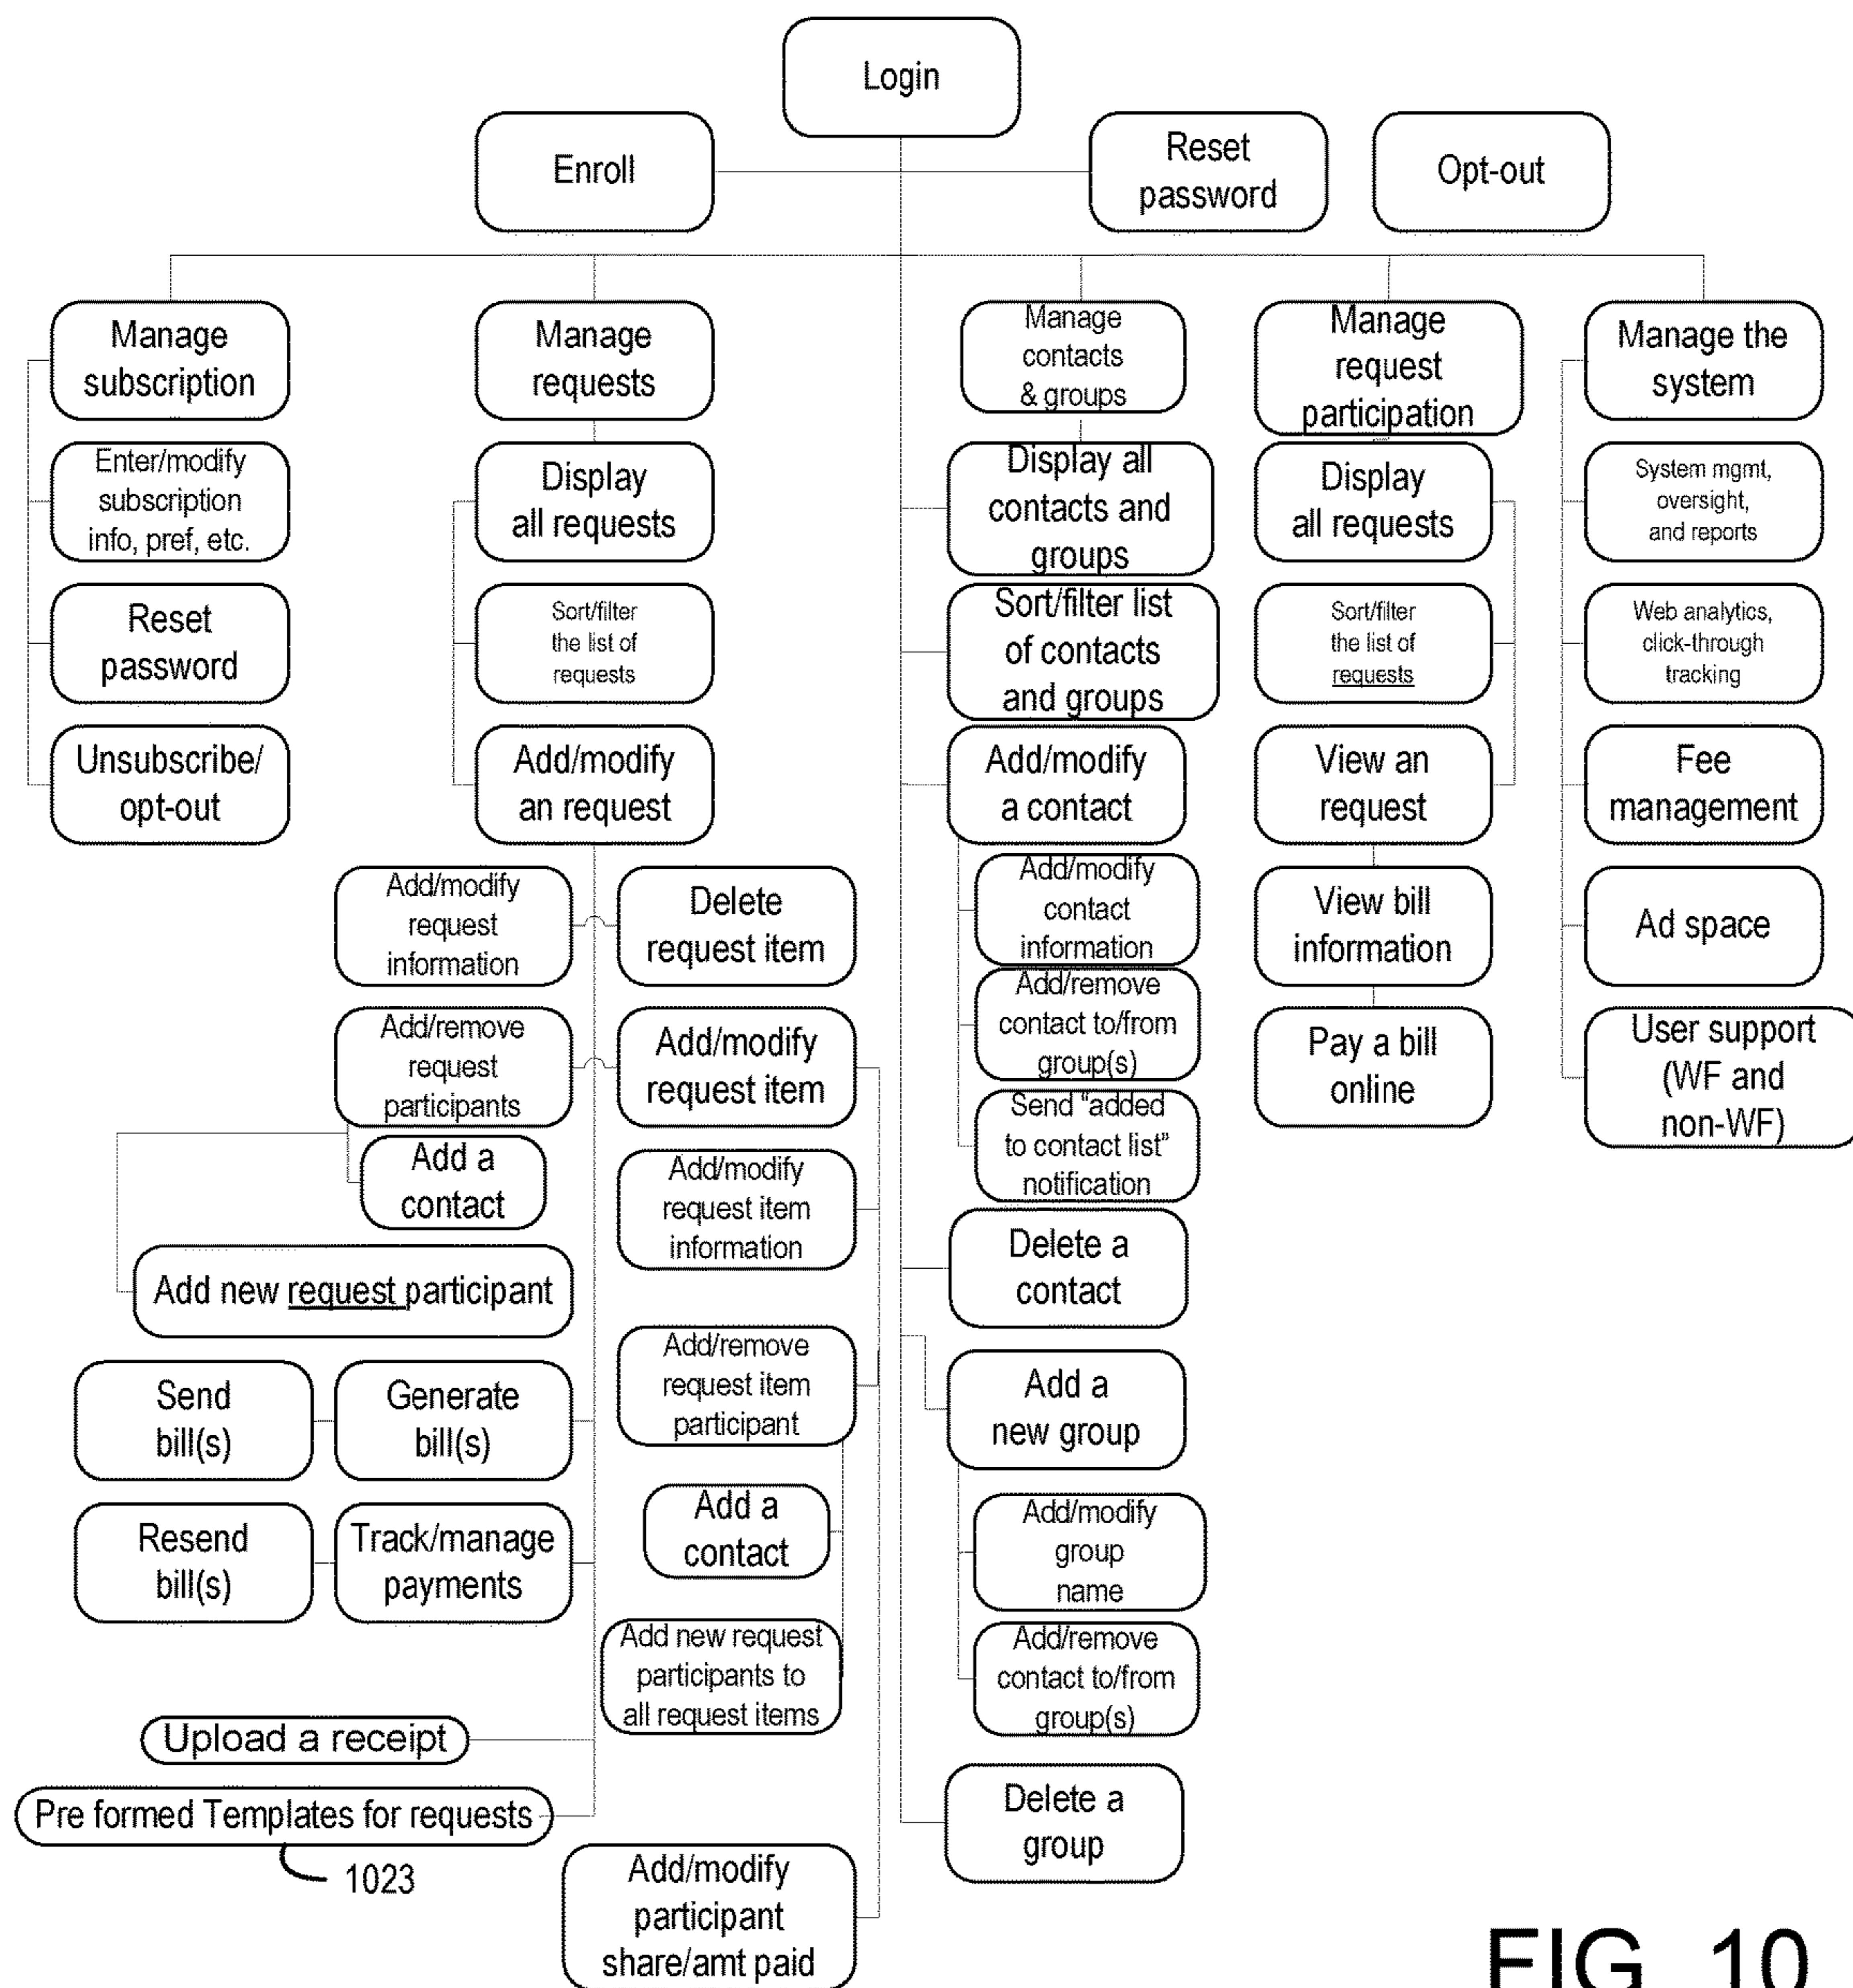 Login
Enroll
Reset
password
Opt-out
Manage
subscription
Enter/modify
subscription
info, pref, etc.
Reset
password
Unsubscribe/
opt-out
Manage
requests
Display
all requests
Sort/filter
the list of
requests
Add/modify
an request
Add/modify
request
information
Delete
request item
Add/remove
request
participants
Add/modify
request item
Add a
contact
Add new request participant
Add/modify
request item
information
Add/remove
request item
participant
Send
bill(s)
Generate
bill(s)
Resend
bill(s)
Track/manage
payments
Add a
contact
Add new request
participants to
all request items
Upload a receipt
Pre formed Templates for requests
1023
Add/modify
participant
share/amt paid
Manage
contacts
& groups
Display all
contacts and
groups
Sort/filter list
of contacts
and groups
Add/modify
a contact
Add/modify
contact
information
Add/remove
contact to/from
group(s)
Send “added
to contact list”
notification
Delete a
contact
Add a
new group
Add/modify
group
name
Add/remove
contact to/from
group(s)
Delete a
group
Manage
request
participation
Display
all requests
Sort/filter
the list of
requests
View an
request
View bill
information
Pay a bill
online
Manage the
system
System mgmt,
oversight,
and reports
Web analytics,
click-through
tracking
Fee
management
Ad space
User support
(WF and
non-WF)
FIG. 10